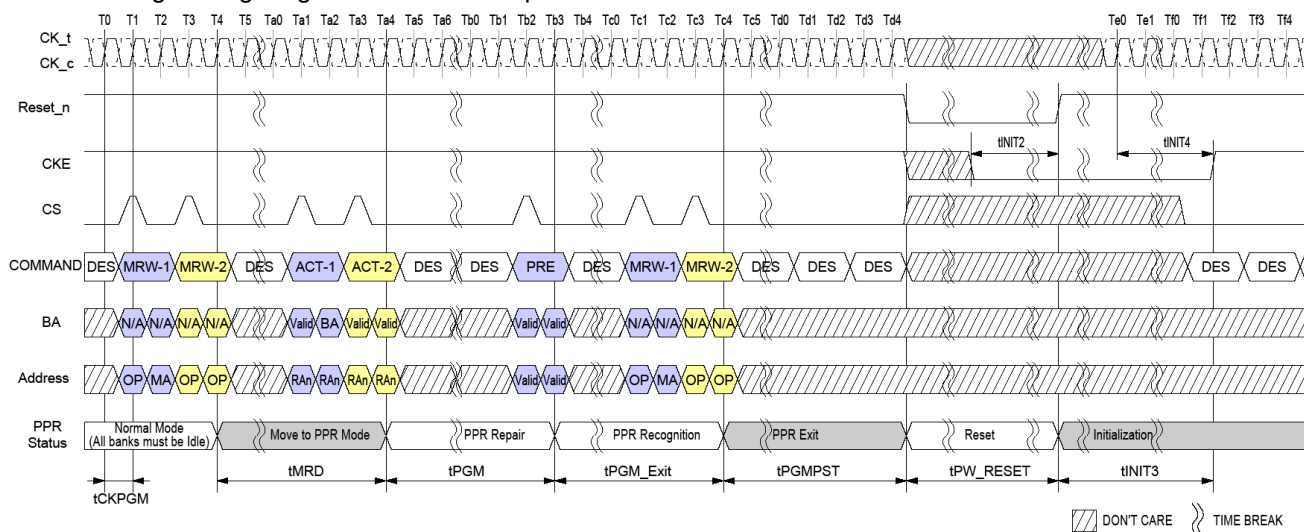 T0 T1 T2 T3 T4 T5 Ta0 Ta1 Ta2 Ta3 Ta4 Ta5 Ta6 Tb0 Tb1 Tb2 Tb3 Tb4 Tc0 Tc1 Tc2 Tc3 Tc4 Tc5 Td0 Td1 Td2 Td3 Td4 Te0 Te1 Tf0 Tf1 Tf2 Tf3 Tf4
CK_t
CK_c
Reset_n
tINIT2 tINIT4
CKE
CS
COMMAND DES MRW-1 MRW-2 DES ACT-1 ACT-2 DES DES PRE DES MRW-1 MRW-2 DES DES DES DES DES
BA N/A N/A N/A N/A Valid BA Valid Valid Valid Valid N/A N/A N/A N/A
Address OP MA OP OP RAn RAn RAn RAn Valid Valid OP MA OP OP
PPR Status Normal Mode (All banks must be Idle) Move to PPR Mode PPR Repair PPR Recognition PPR Exit Reset Initialization
tCKPGM tMRD tPGM tPGM_Exit tPGMPST tPW_RESET tINIT3
DON'T CARE TIME BREAK